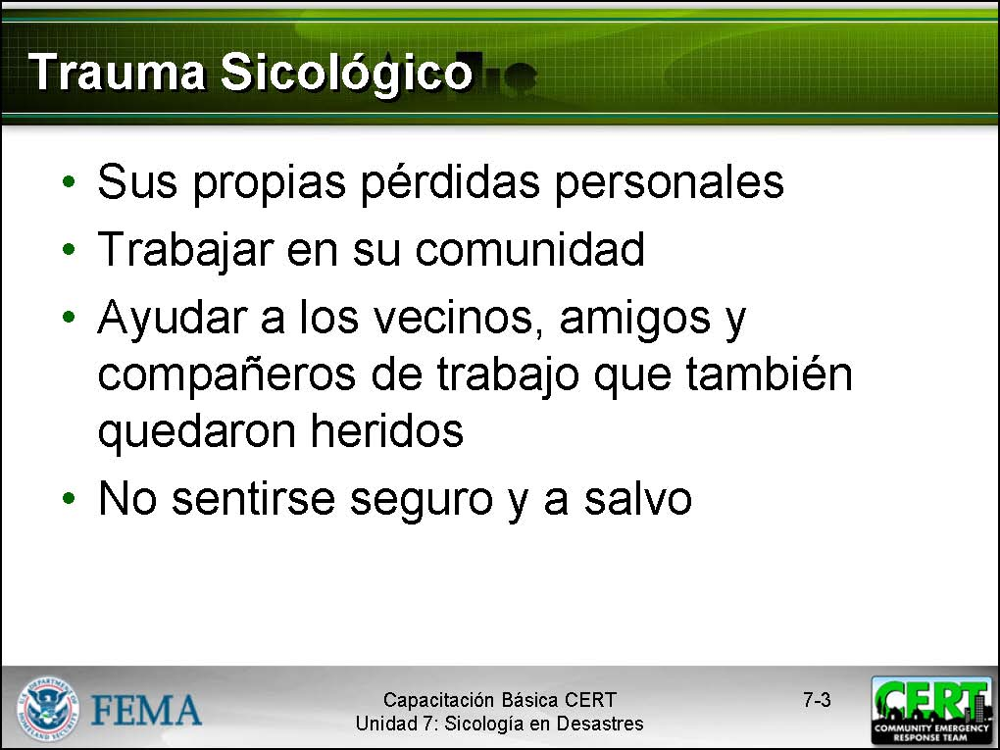 Trauma Sicológico
• Sus propias pérdidas personales
• Trabajar en su comunidad
• Ayudar a los vecinos, amigos y
compañeros de trabajo que también
quedaron heridos
• No sentirse seguro y a salvo
U.S. DEPARTMENT OF HOMELAND SECURITY
FEMA
Capacitación Básica CERT
Unidad 7: Sicología en Desastres
7-3
CERT
COMMUNITY EMERGENCY
RESPONSE TEAM